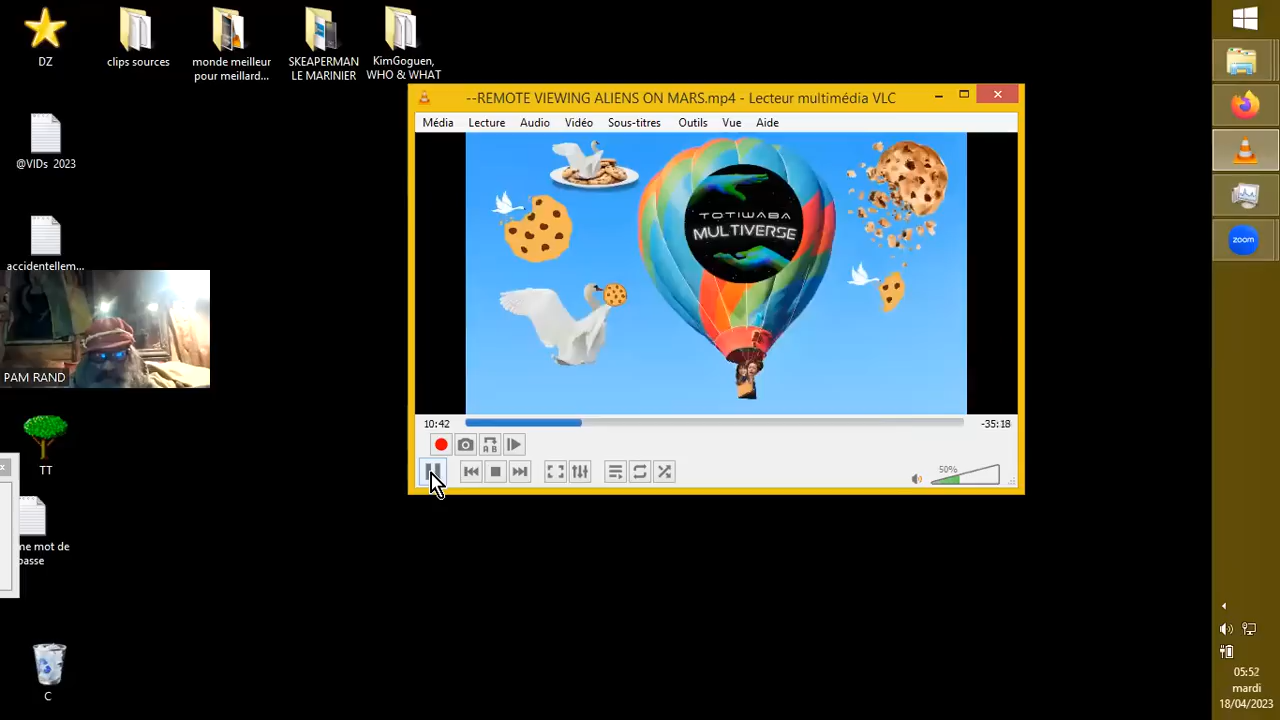 DZ
clips sources
monde meilleur
pour meillard...
SKEAPERMAN
LE MARINIER
KimGoguen,
WHO & WHAT
@VIDs 2023
accidentellem...
PAM RAND
TT
me mot de
passe
C
--REMOTE VIEWING ALIENS ON MARS.mp4 - Lecteur multimédia VLC
Média Lecture Audio Vidéo Sous-titres Outils Vue Aide
TOTIWABA
MULTIVERSE
10:42
-35:18
A B
50%
zoom
05:52
mardi
18/04/2023